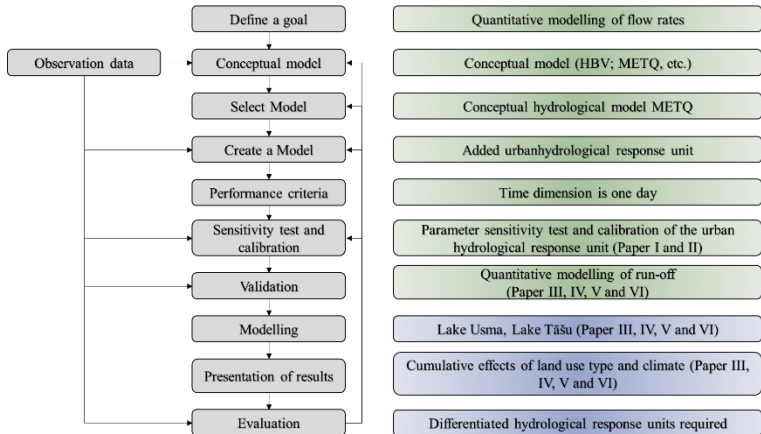 Define a goal
Quantitative modelling of flow rates
Observation data
Conceptual model
Conceptual model (HBV; METQ, etc.)
Select Model
Conceptual hydrological model METQ
Create a Model
Added urbanhydrological response unit
Performance criteria
Time dimension is one day
Sensitivity test and
calibration
Parameter sensitivity test and calibration of the urban
hydrological response unit (Paper I and II)
Validation
Quantitative modelling of run-off
(Paper III, IV, V and VI)
Modelling
Lake Usma, Lake Tāšu (Paper III, IV, V and VI)
Presentation of results
Cumulative effects of land use type and climate (Paper III,
IV, V and VI)
Evaluation
Differentiated hydrological response units required